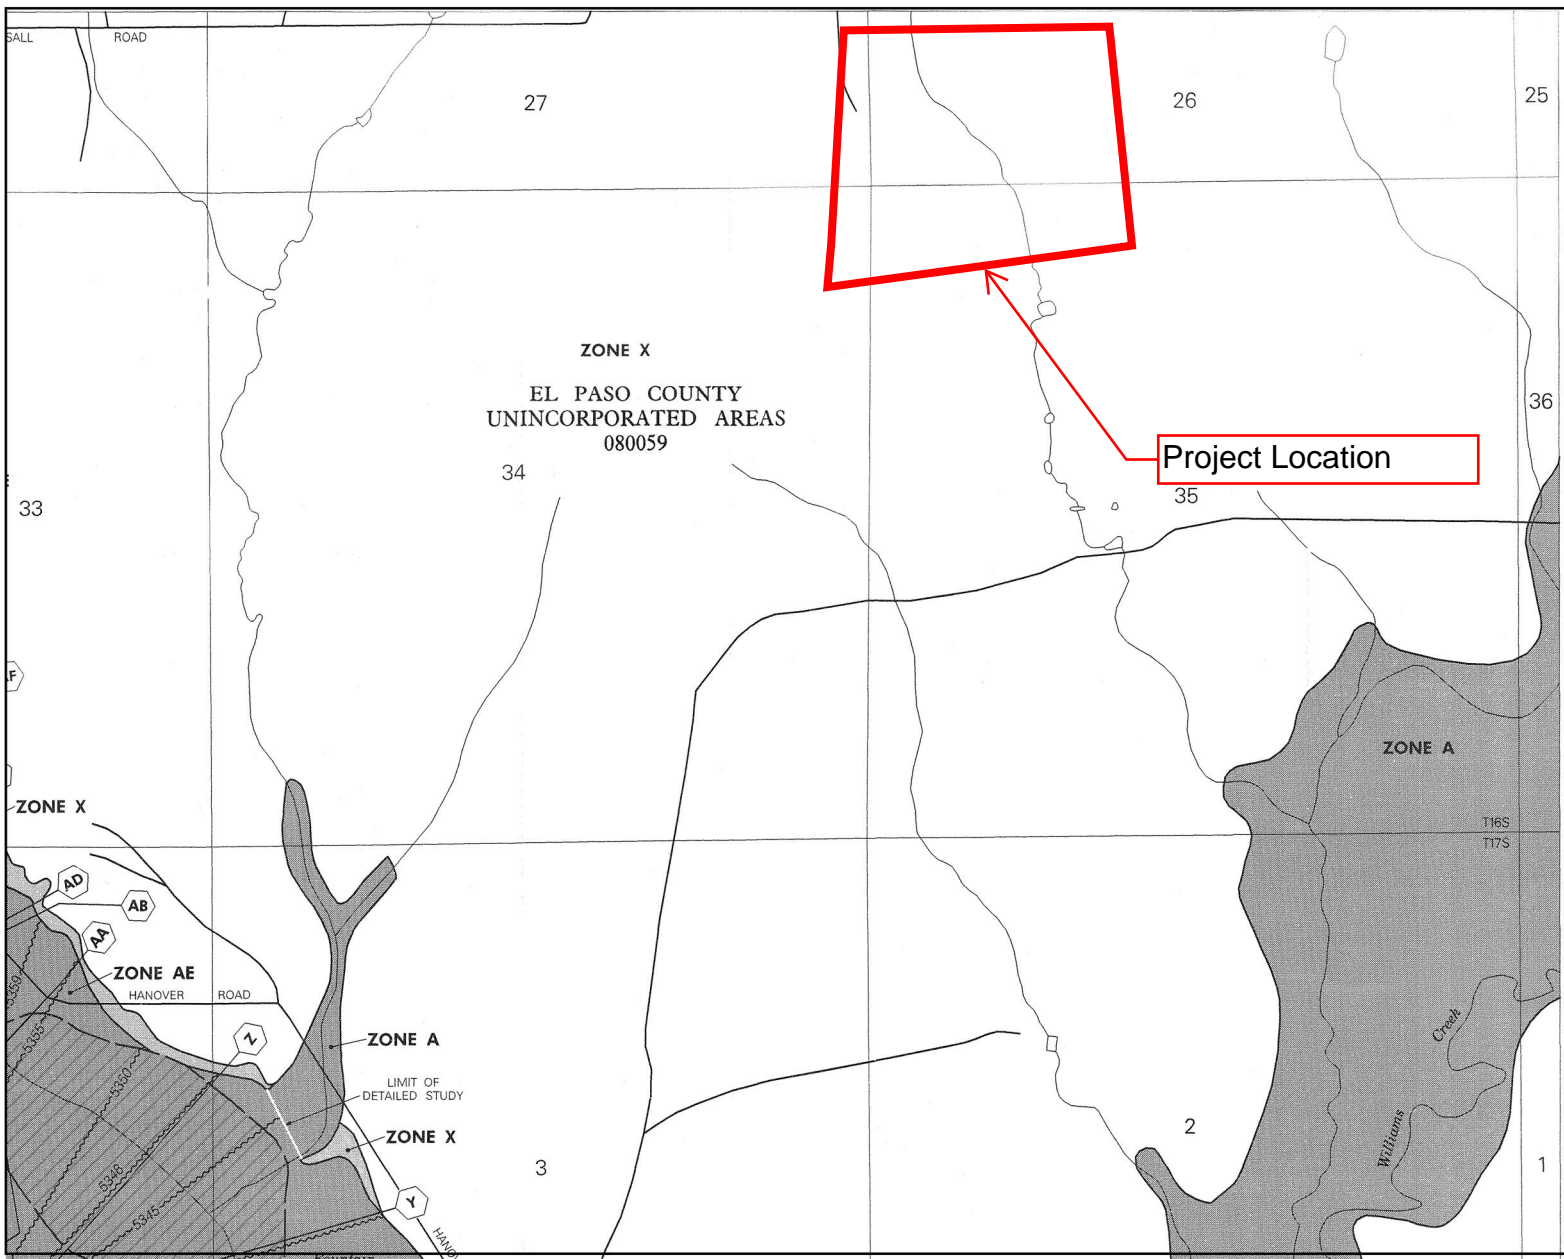 SALL ROAD
27
26
25
ZONE X
EL PASO COUNTY
UNINCORPORATED AREAS
080059
36
Project Location
34
35
33
ZONE A
ZONE X
T16S
T17S
AD
AB
AA
ZONE AE
HANOVER ROAD
5359
5355
Z
ZONE A
LIMIT OF
DETAILED STUDY
Creek
5350
ZONE X
2
Williams
3
1
5348
5345
Y